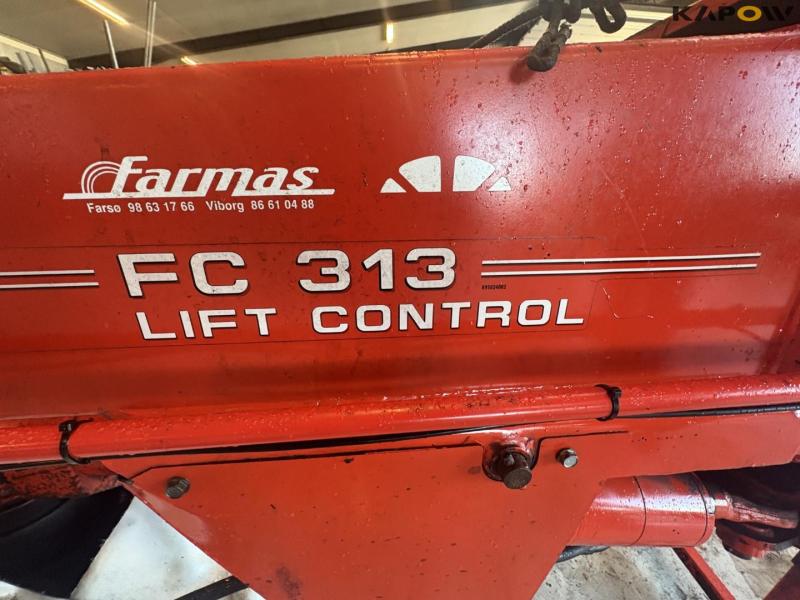 KAPOW
Farmas
Farsø 98 63 17 66 Viborg 86 61 04 88
FC 313
LIFT CONTROL